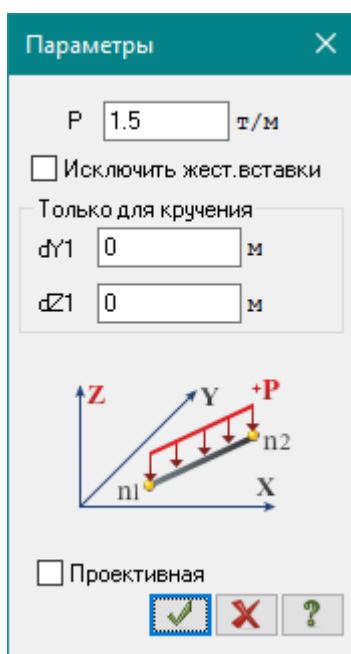 Параметры
P 1.5 т/м
Исключить жест.вставки
Только для кручения
dY1 0 м
dZ1 0 м
Z Y +P
n2
n1 X
Проективная
?